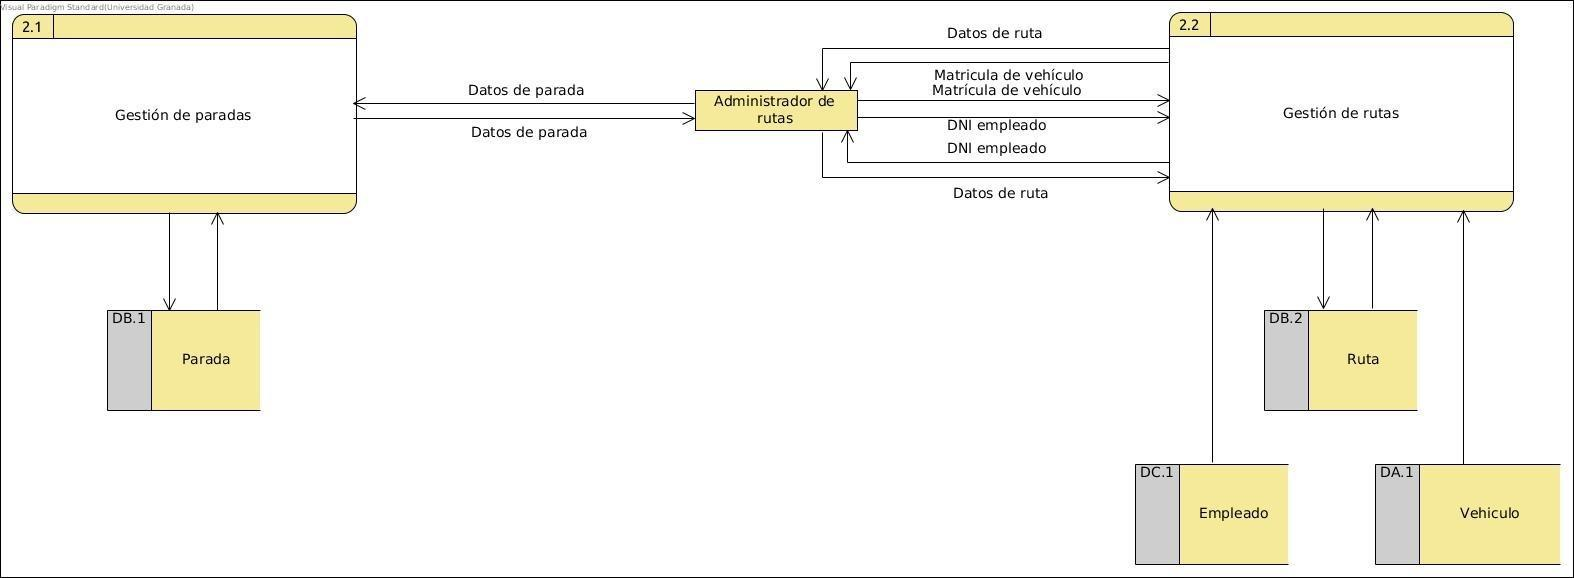 Visual Paradigm Standard(Universidad Granada)
2.1
2.2
Datos de ruta
Matricula de vehículo
Datos de parada
Matrícula de vehículo
Administrador de
rutas
Gestión de paradas
Gestión de rutas
Datos de parada
DNI empleado
DNI empleado
Datos de ruta
DB.1
Parada
DB.2
Ruta
DC.1
Empleado
DA.1
Vehiculo